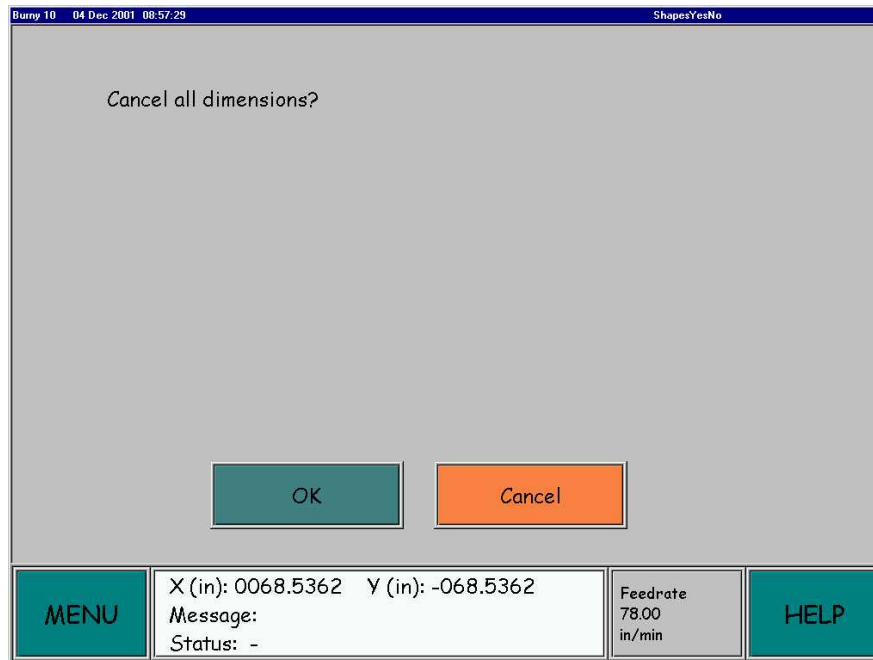 Burny 10 04 Dec 2001 08:57:29 ShapesYesNo
Cancel all dimensions?
OK Cancel
MENU
X (in): 0068.5362 Y (in): -068.5362
Message:
Status: -
Feedrate
78.00
in/min
HELP